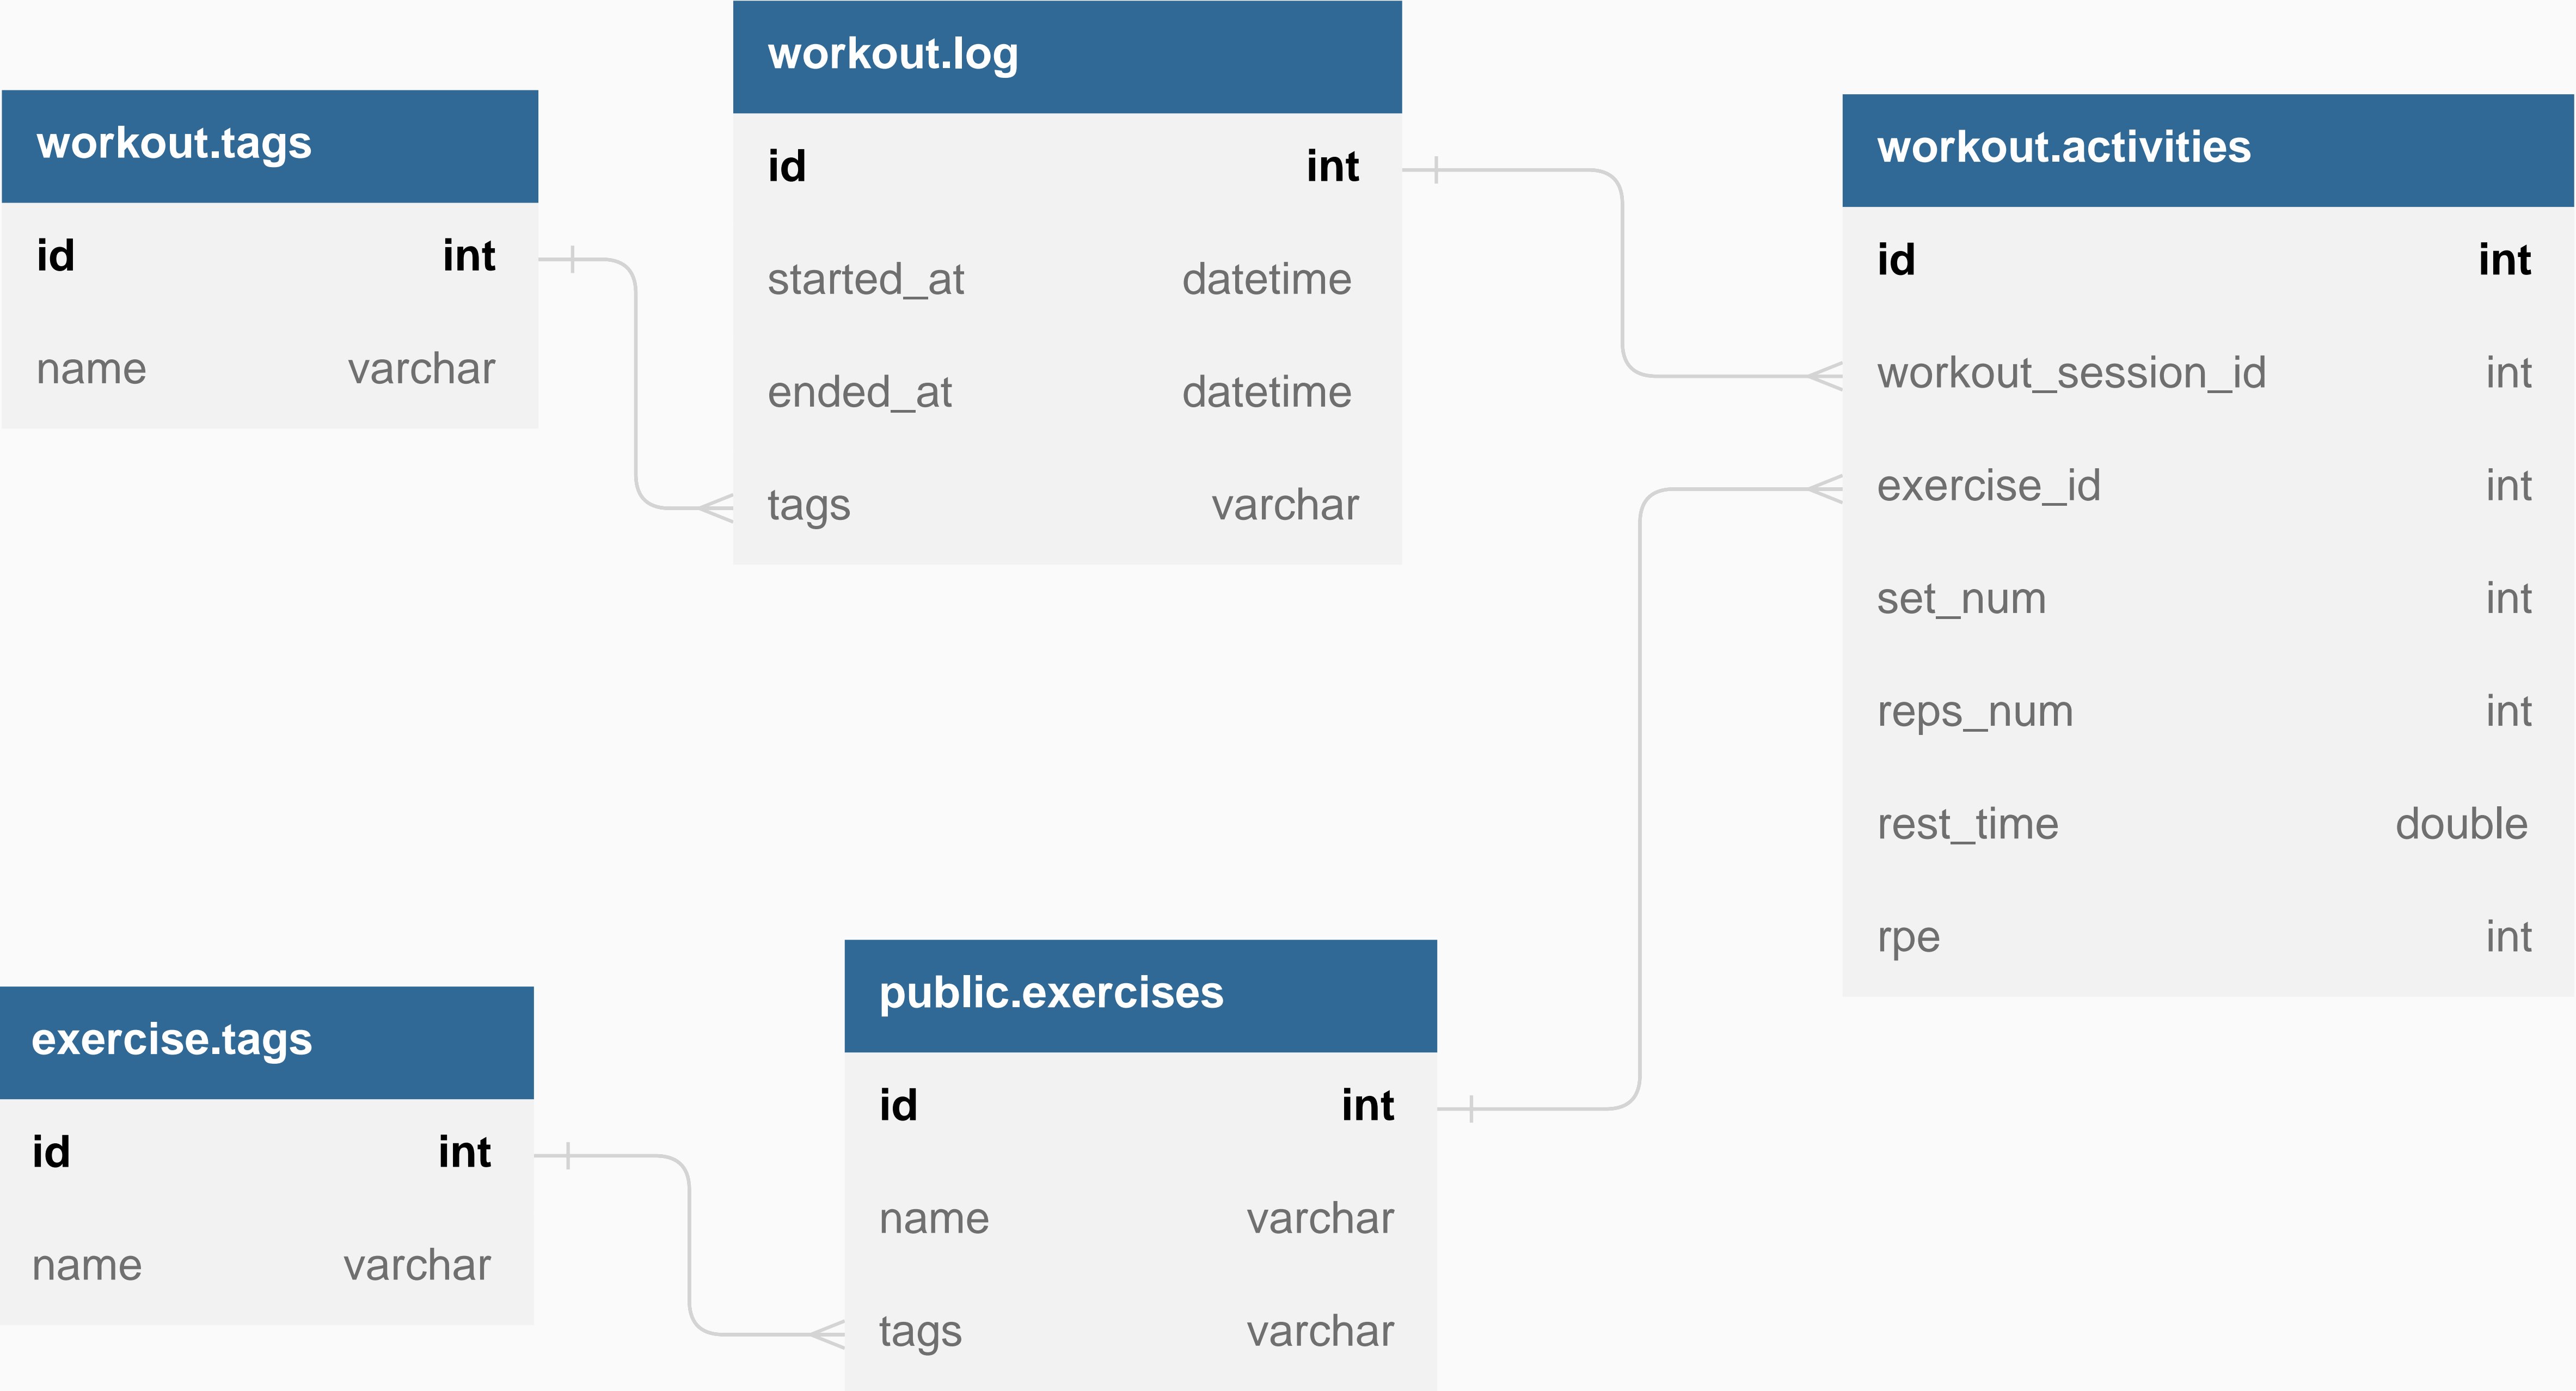 workout.tags
id int
name varchar
workout.log
id int
started_at datetime
ended_at datetime
tags varchar
workout.activities
id int
workout_session_id int
exercise_id int
set_num int
reps_num int
rest_time double
rpe int
exercise.tags
id int
name varchar
public.exercises
id int
name varchar
tags varchar